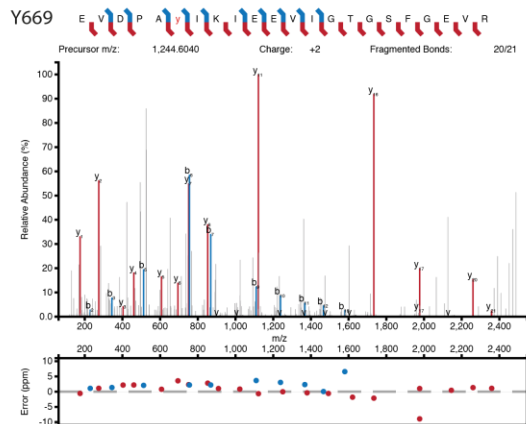 Y669
E V D P A y I K I E E V I G T G S F G E V R
Precursor m/z: 1,244.6040 Charge: +2 Fragmented Bonds: 20/21
Relative Abundance (%)
100
90
80
70
60
50
40
30
20
10
0.0
200 400 600 800 1,000 1,200 1,400 1,600 1,800 2,000 2,200 2,400
m/z
Error (ppm)
10
5
0
-5
-10
200 400 600 800 1,000 1,200 1,400 1,600 1,800 2,000 2,200 2,400